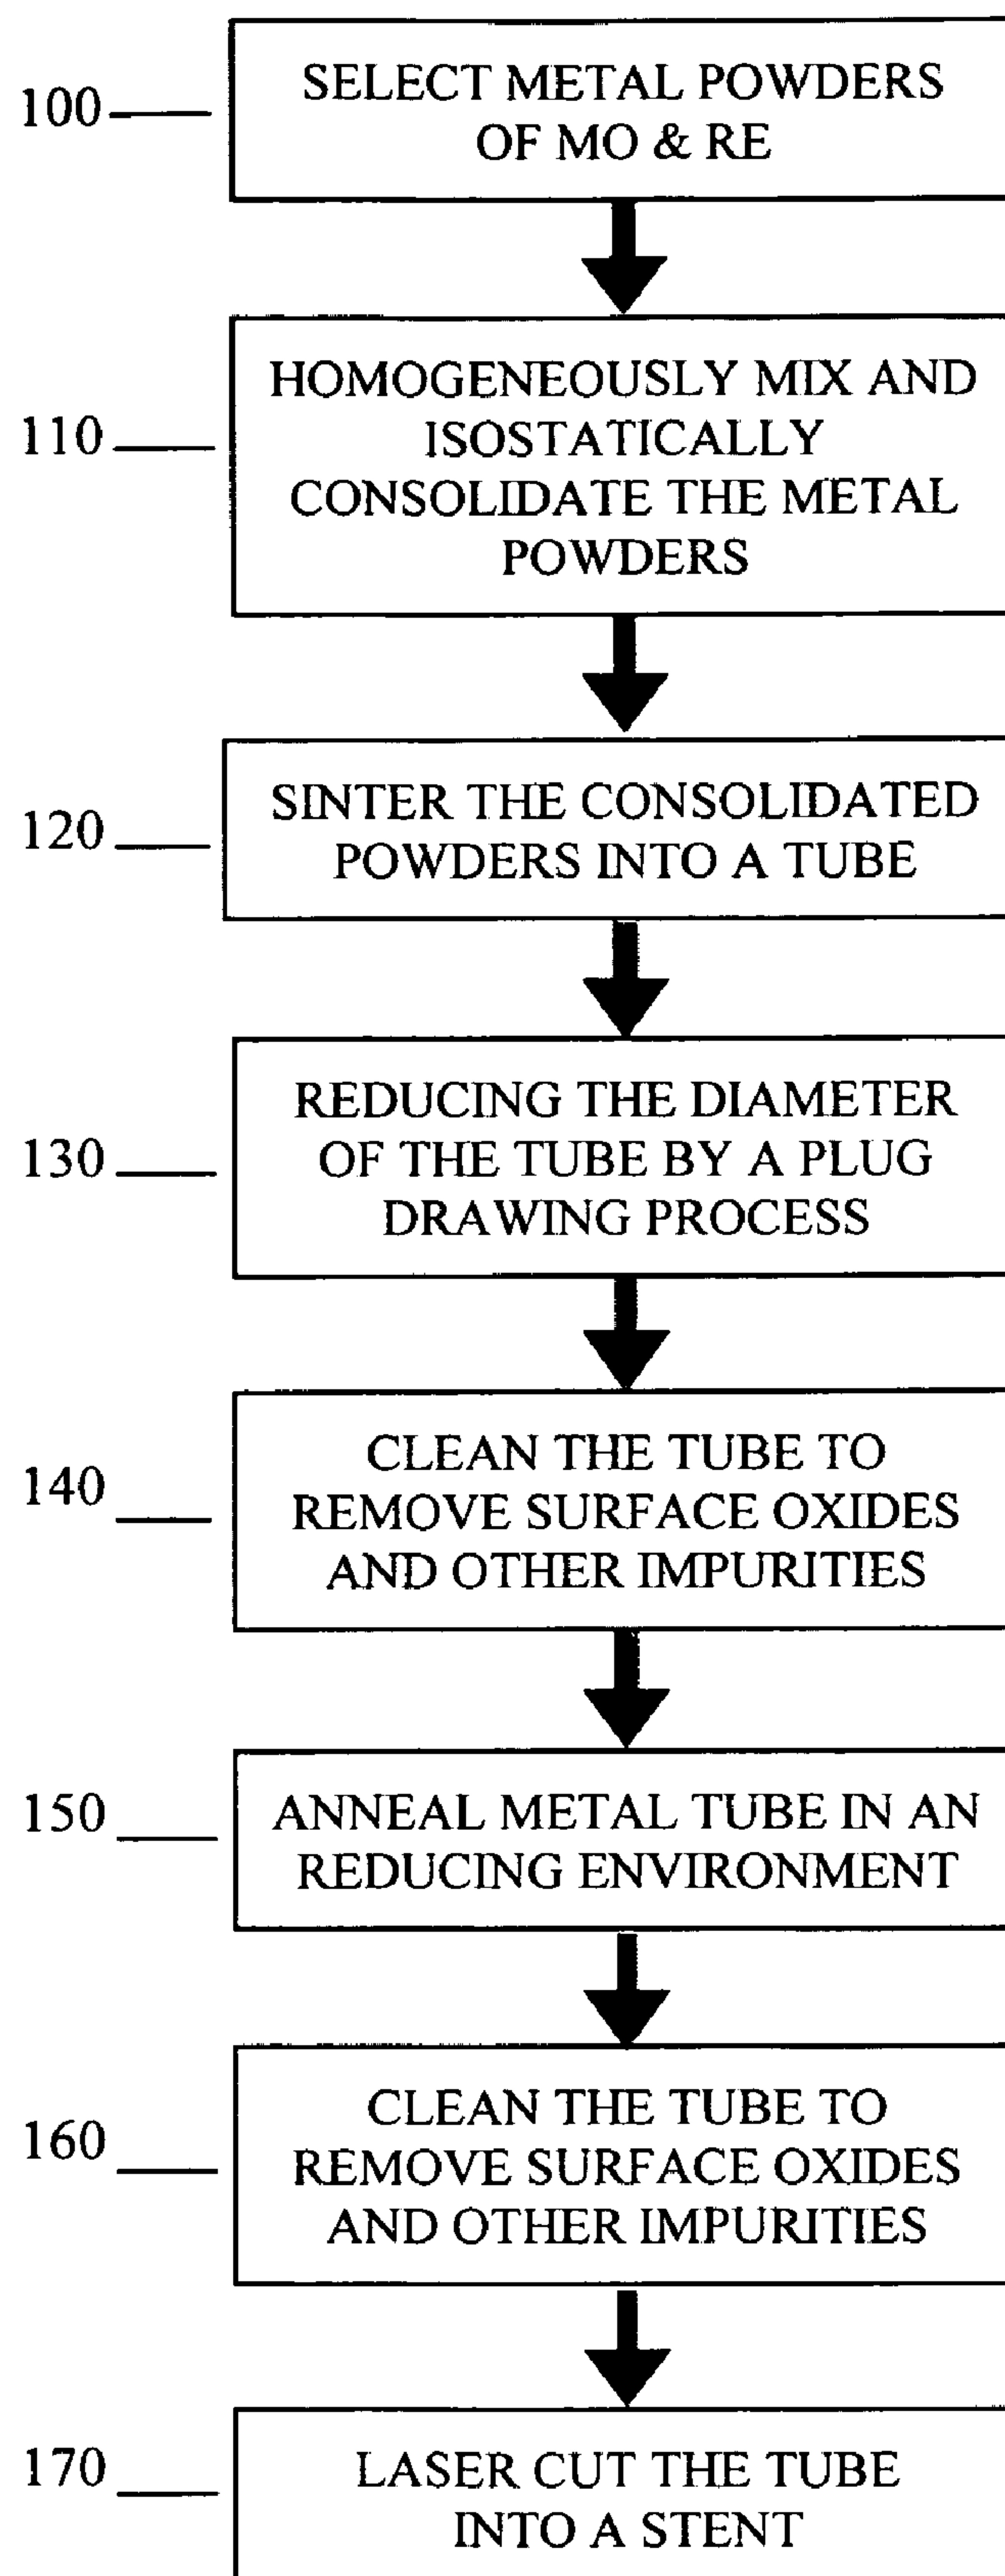 100
SELECT METAL POWDERS
OF MO & RE
110
HOMOGENEOUSLY MIX AND
ISOSTATICALLY
CONSOLIDATE THE METAL
POWDERS
120
SINTER THE CONSOLIDATED
POWDERS INTO A TUBE
130
REDUCING THE DIAMETER
OF THE TUBE BY A PLUG
DRAWING PROCESS
140
CLEAN THE TUBE TO
REMOVE SURFACE OXIDES
AND OTHER IMPURITIES
150
ANNEAL METAL TUBE IN AN
REDUCING ENVIRONMENT
160
CLEAN THE TUBE TO
REMOVE SURFACE OXIDES
AND OTHER IMPURITIES
170
LASER CUT THE TUBE
INTO A STENT